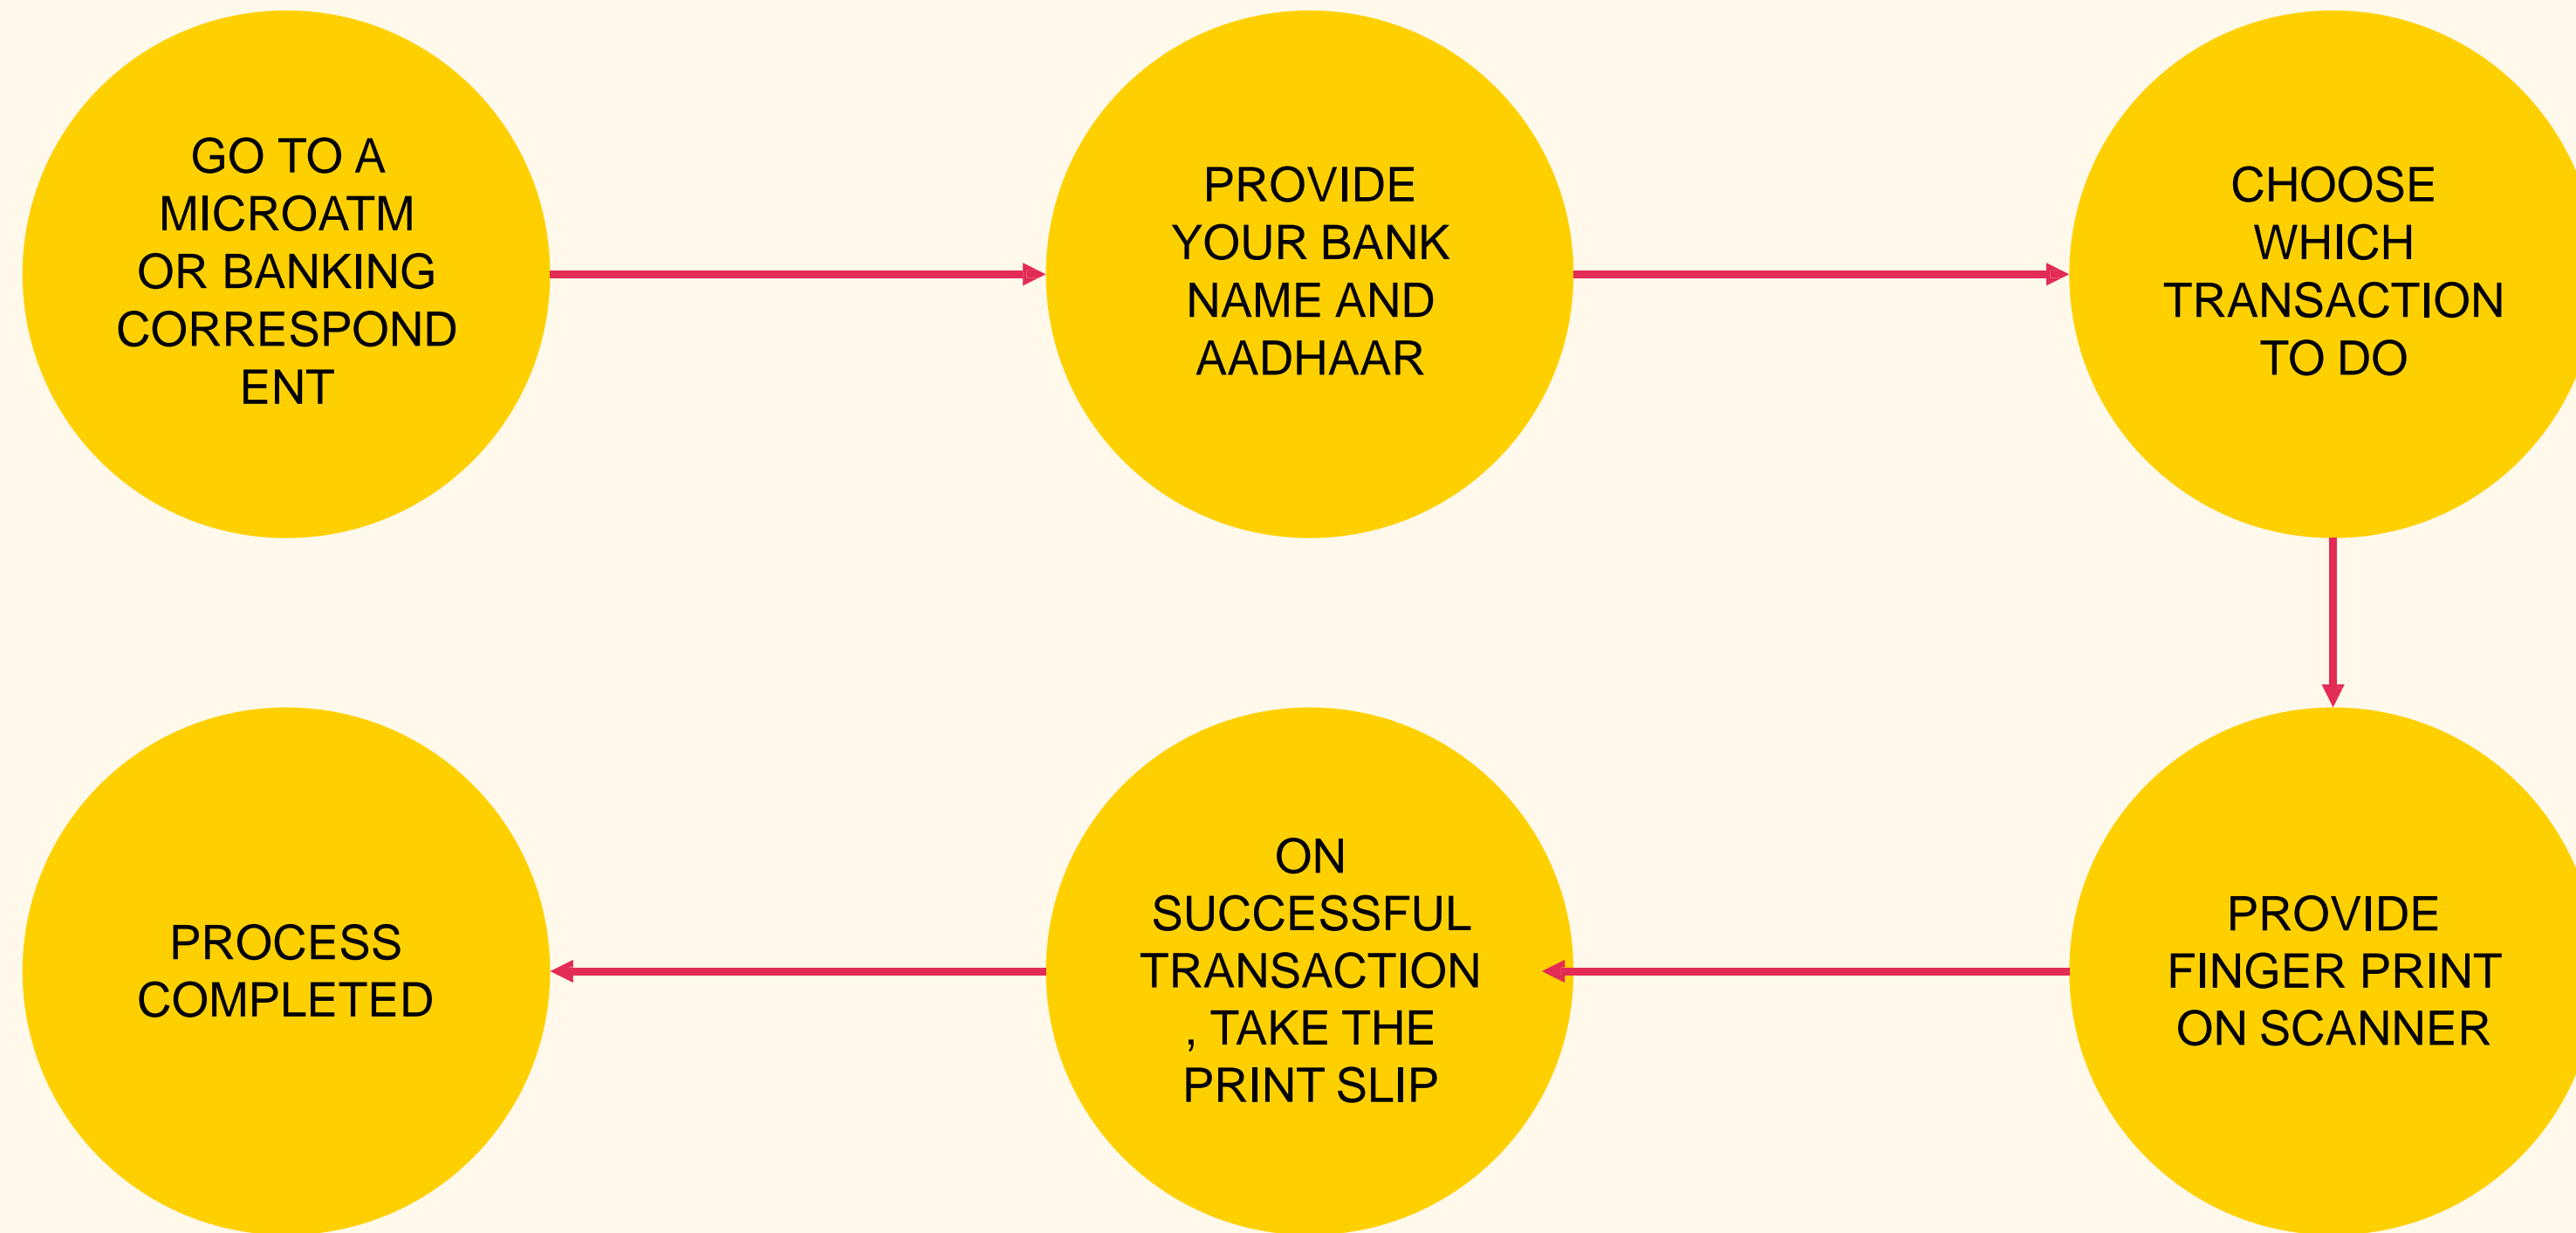 GO TO A
MICROATM
OR BANKING
CORRESPOND
ENT
PROVIDE
YOUR BANK
NAME AND
AADHAAR
CHOOSE
WHICH
TRANSACTION
TO DO
PROVIDE
FINGER PRINT
ON SCANNER
ON
SUCCESSFUL
TRANSACTION
, TAKE THE
PRINT SLIP
PROCESS
COMPLETED